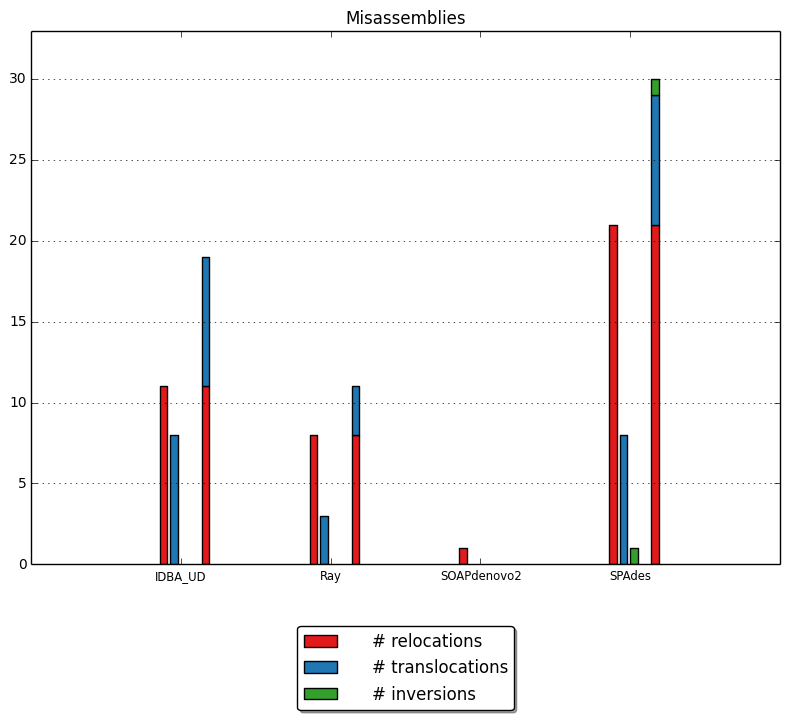 Misassemblies
30
25
20
15
10
5
0
IDBA_UD Ray SOAPdenovo2 SPAdes
# relocations
# translocations
# inversions